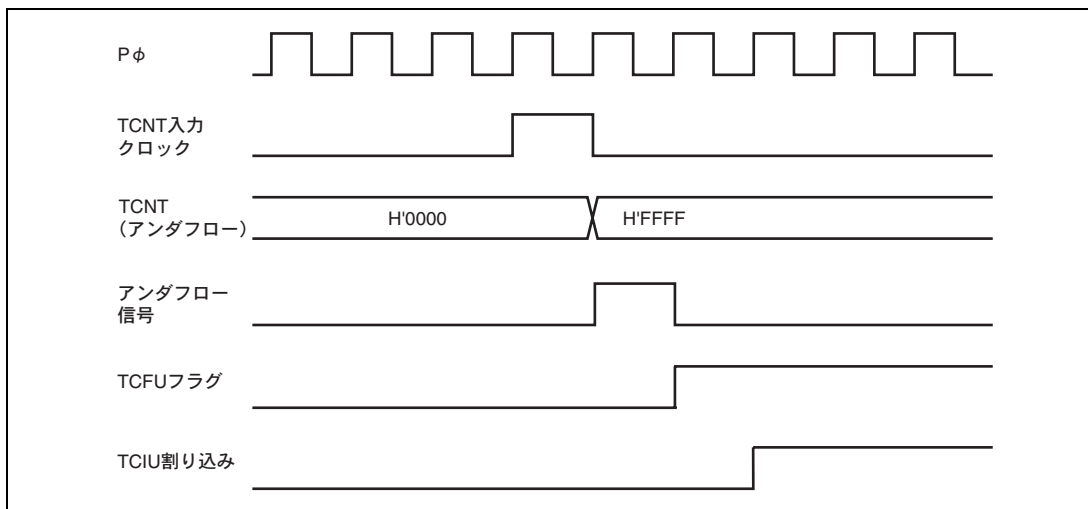 Pφ
TCNT入力
クロック
TCNT
（アンダフロー）
H'0000
H'FFFF
アンダフロー
信号
TCFUフラグ
TCIU割り込み